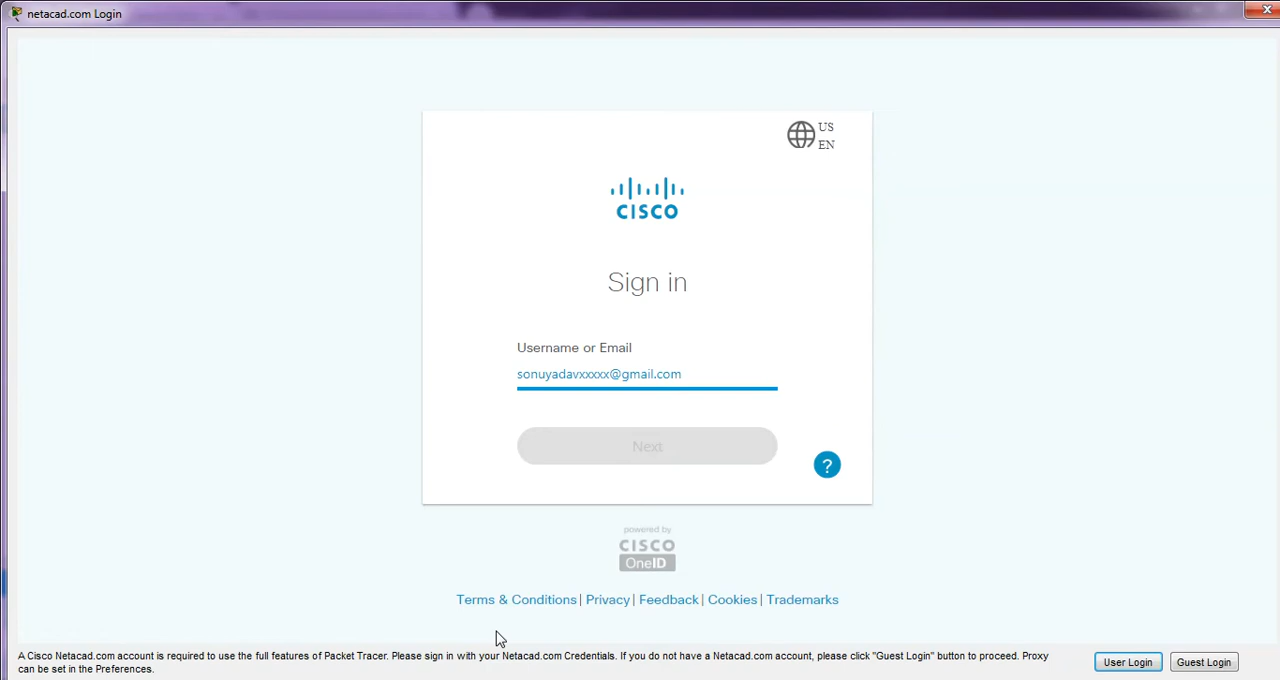 netacad.com Login
US
EN
CISCO
Sign in
Username or Email
sonuyadavxxxxx@gmail.com
Next
?
powered by
CISCO
OneID
Terms & Conditions | Privacy | Feedback | Cookies | Trademarks
A Cisco Netacad.com account is required to use the full features of Packet Tracer. Please sign in with your Netacad.com Credentials. If you do not have a Netacad.com account, please click "Guest Login" button to proceed. Proxy
can be set in the Preferences.
User Login
Guest Login